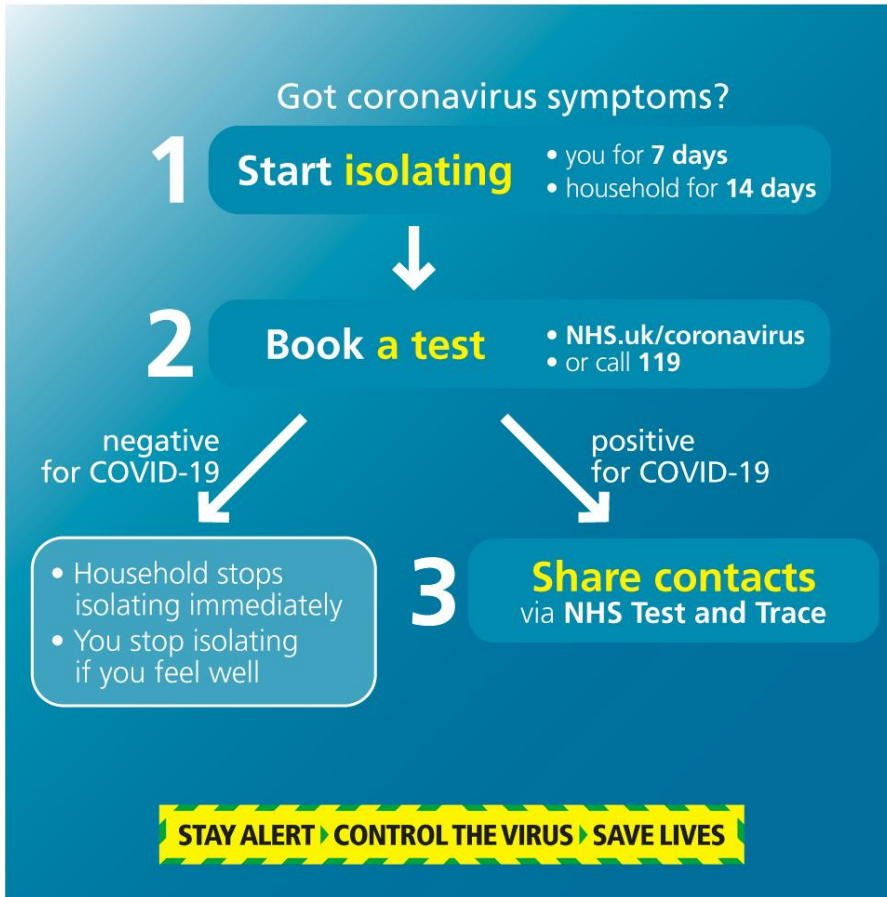 Got coronavirus symptoms?
1
Start isolating
• you for 7 days
• household for 14 days
2
Book a test
• NHS.uk/coronavirus
• or call 119
negative
for COVID-19
positive
for COVID-19
• Household stops
isolating immediately
• You stop isolating
if you feel well
3
Share contacts
via NHS Test and Trace
STAY ALERT CONTROL THE VIRUS SAVE LIVES